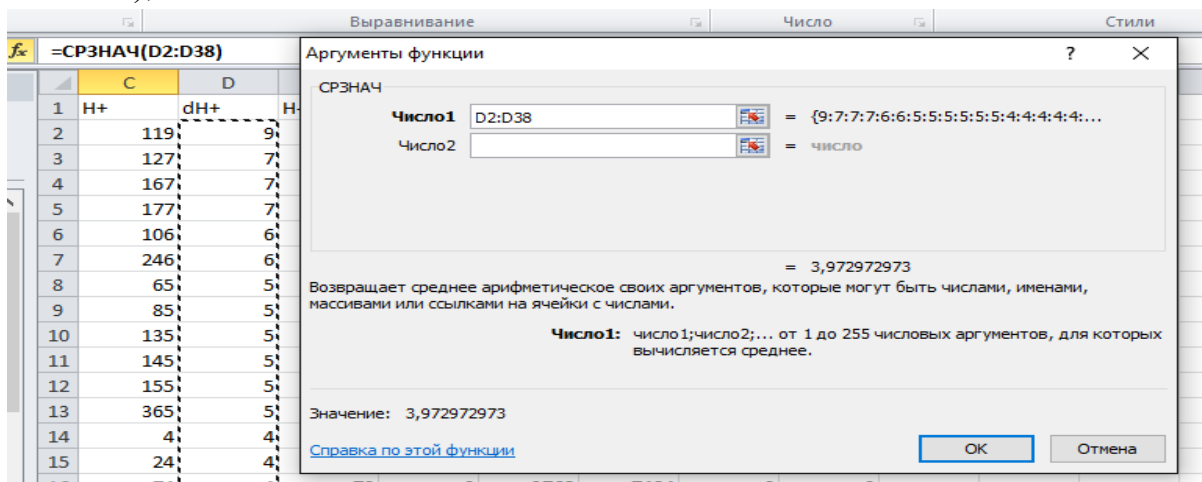 Выравнивание Число Стили
fx =СРЗНАЧ(D2:D38)
C D
1 H+ dH+
2 119 9
3 127 7
4 167 7
5 177 7
6 106 6
7 246 6
8 65 5
9 85 5
10 135 5
11 145 5
12 155 5
13 365 5
14 4 4
15 24 4
Аргументы функции ? ×
СРЗНАЧ
Число1 D2:D38 = {9:7:7:7:6:6:5:5:5:5:5:5:4:4:4:4:4:...
Число2 = число
= 3,972972973
Возвращает среднее арифметическое своих аргументов, которые могут быть числами, именами,
массивами или ссылками на ячейки с числами.
Число1: число1;число2;... от 1 до 255 числовых аргументов, для которых
вычисляется среднее.
Значение: 3,972972973
Справка по этой функции
OK Отмена